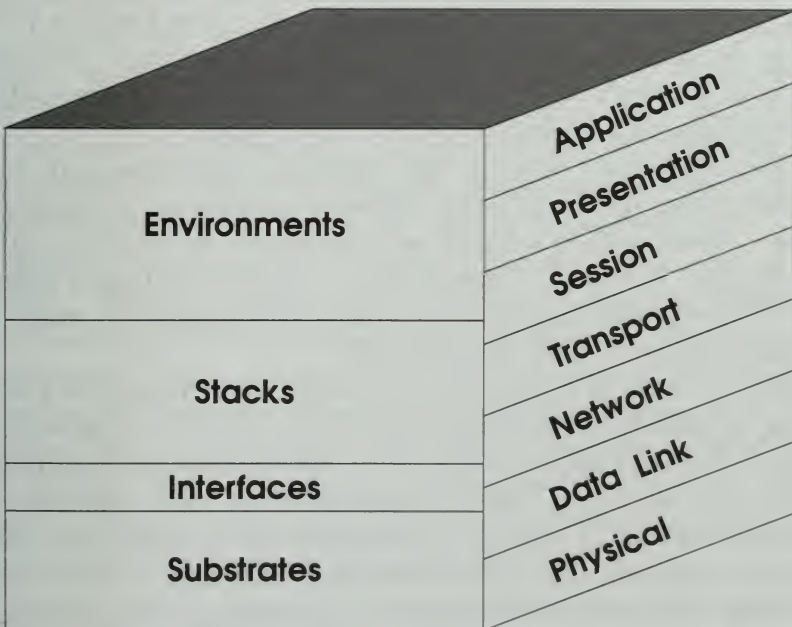 Environments
Stacks
Interfaces
Substrates
Application
Presentation
Session
Transport
Network
Data Link
Physical